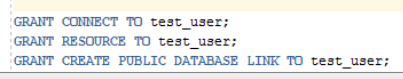 GRANT CONNECT TO test_user;
GRANT RESOURCE TO test_user;
GRANT CREATE PUBLIC DATABASE LINK TO test_user;